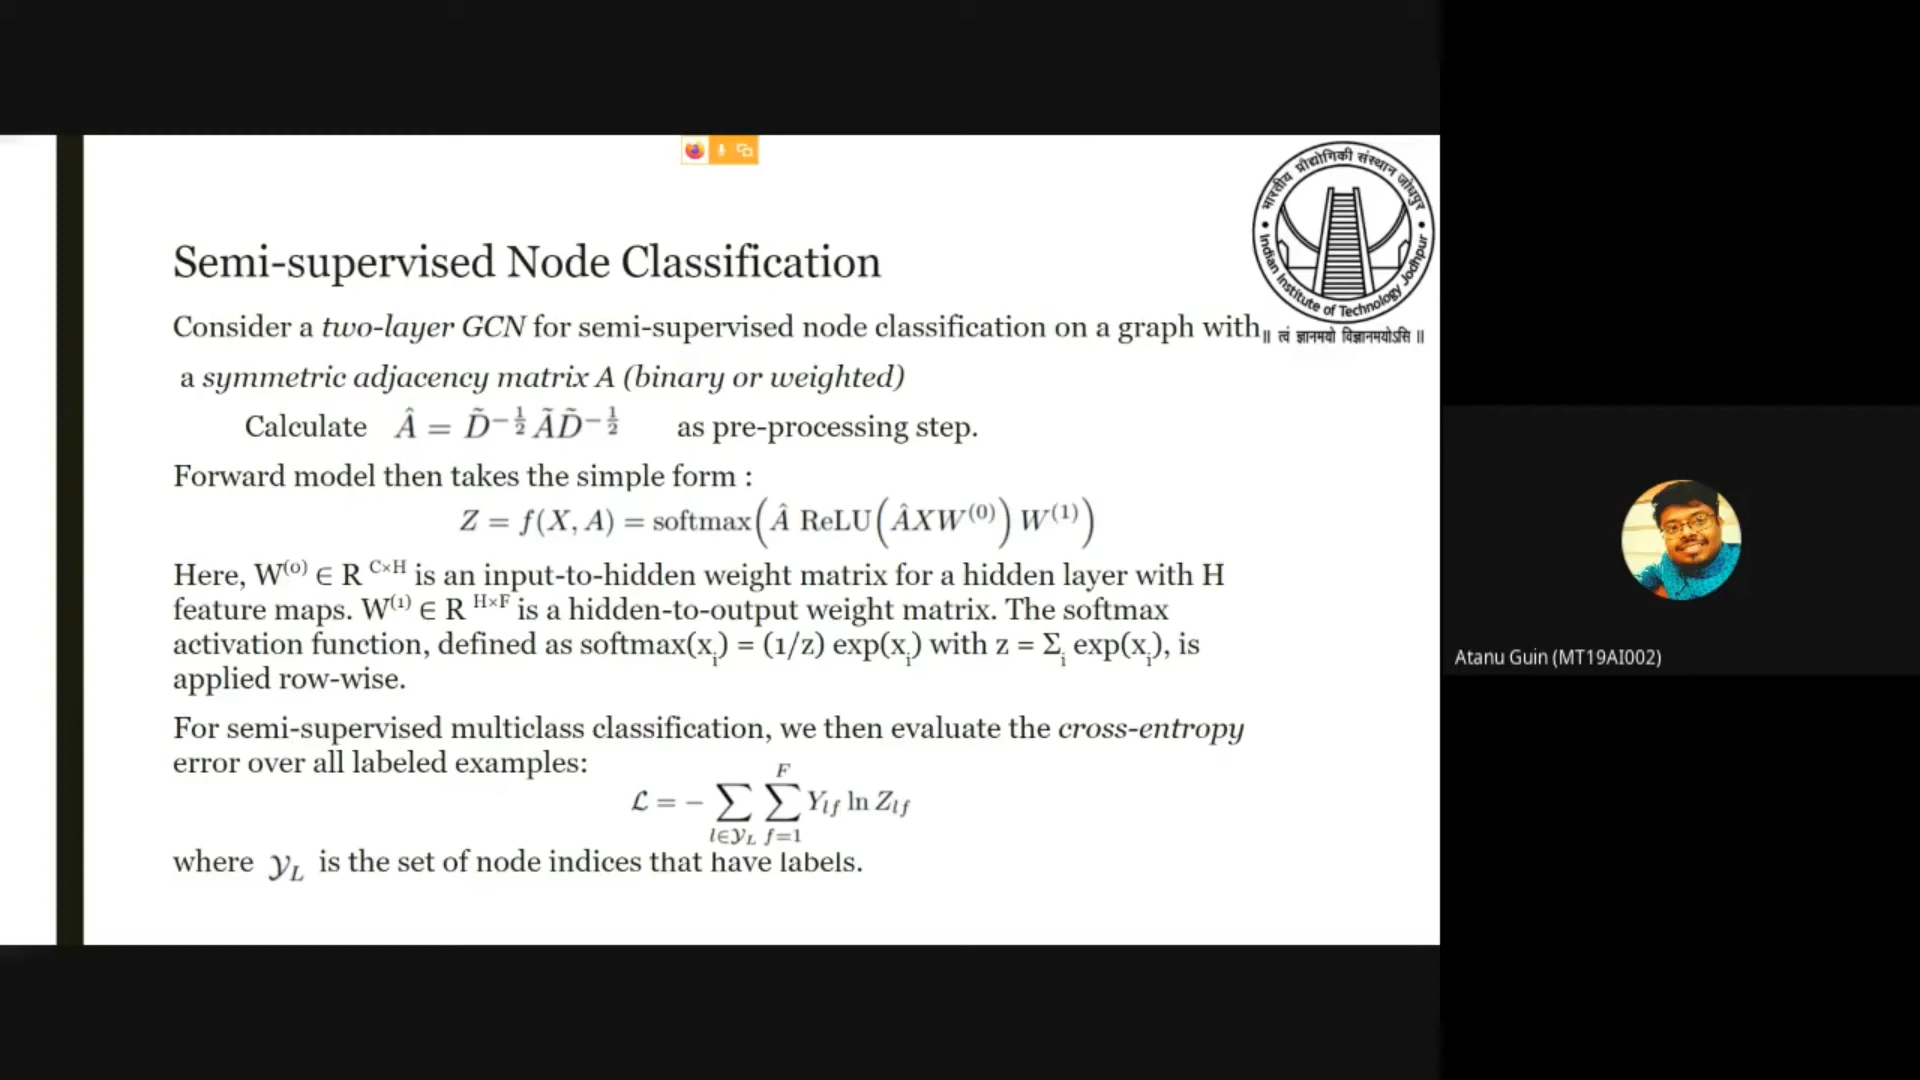 भारतीय प्रौद्योगिकी संस्थान जोधपुर
Indian Institute of Technology Jodhpur
॥ त्वं ज्ञानमयो विज्ञानमयोऽसि ॥
Semi-supervised Node Classification
Consider a two-layer GCN for semi-supervised node classification on a graph with
a symmetric adjacency matrix A (binary or weighted)
Calculate Â = D̃^{-1/2} Ã D̃^{-1/2} as pre-processing step.
Forward model then takes the simple form :
Z = f(X, A) = softmax(Â ReLU(ÂXW^{(0)}) W^{(1)})
Here, W^{(0)} ∈ R^{C×H} is an input-to-hidden weight matrix for a hidden layer with H
feature maps. W^{(1)} ∈ R^{H×F} is a hidden-to-output weight matrix. The softmax
activation function, defined as softmax(x_i) = (1/z) exp(x_i) with z = Σ_i exp(x_i), is
applied row-wise.
For semi-supervised multiclass classification, we then evaluate the cross-entropy
error over all labeled examples:
ℒ = − ∑_{l∈𝒴_L} ∑_{f=1}^{F} Y_{lf} ln Z_{lf}
where 𝒴_L is the set of node indices that have labels.
Atanu Guin (MT19AI002)